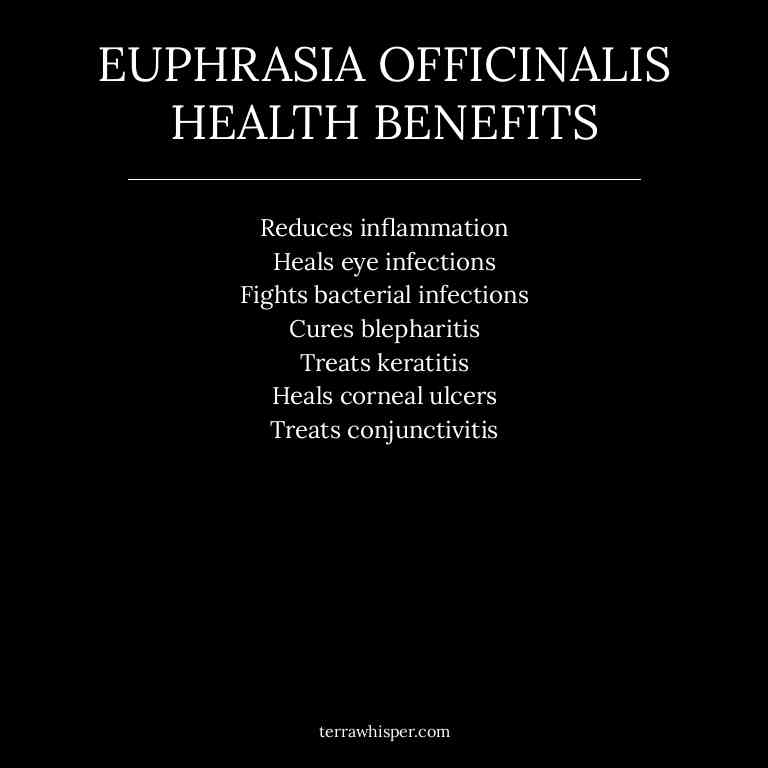 EUPHRASIA OFFICINALIS
HEALTH BENEFITS
Reduces inflammation
Heals eye infections
Fights bacterial infections
Cures blepharitis
Treats keratitis
Heals corneal ulcers
Treats conjunctivitis
terrawhisper.com